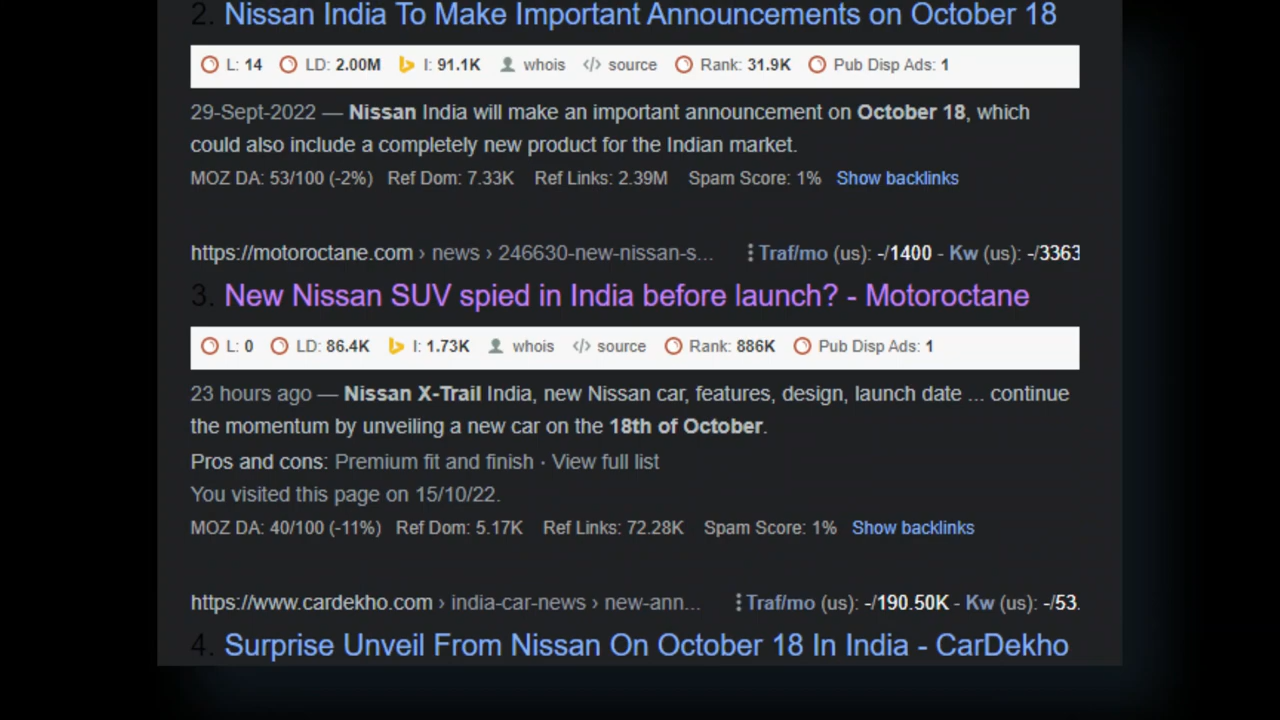 2. Nissan India To Make Important Announcements on October 18
L: 14 LD: 2.00M I: 91.1K whois </> source Rank: 31.9K Pub Disp Ads: 1
29-Sept-2022 — Nissan India will make an important announcement on October 18, which
could also include a completely new product for the Indian market.
MOZ DA: 53/100 (-2%) Ref Dom: 7.33K Ref Links: 2.39M Spam Score: 1% Show backlinks
https://motoroctane.com › news › 246630-new-nissan-s... Traf/mo (us): -/1400 - Kw (us): -/3363
3. New Nissan SUV spied in India before launch? - Motoroctane
L: 0 LD: 86.4K I: 1.73K whois </> source Rank: 886K Pub Disp Ads: 1
23 hours ago — Nissan X-Trail India, new Nissan car, features, design, launch date ... continue
the momentum by unveiling a new car on the 18th of October.
Pros and cons: Premium fit and finish · View full list
You visited this page on 15/10/22.
MOZ DA: 40/100 (-11%) Ref Dom: 5.17K Ref Links: 72.28K Spam Score: 1% Show backlinks
https://www.cardekho.com › india-car-news › new-ann... Traf/mo (us): -/190.50K - Kw (us): -/53.
4. Surprise Unveil From Nissan On October 18 In India - CarDekho